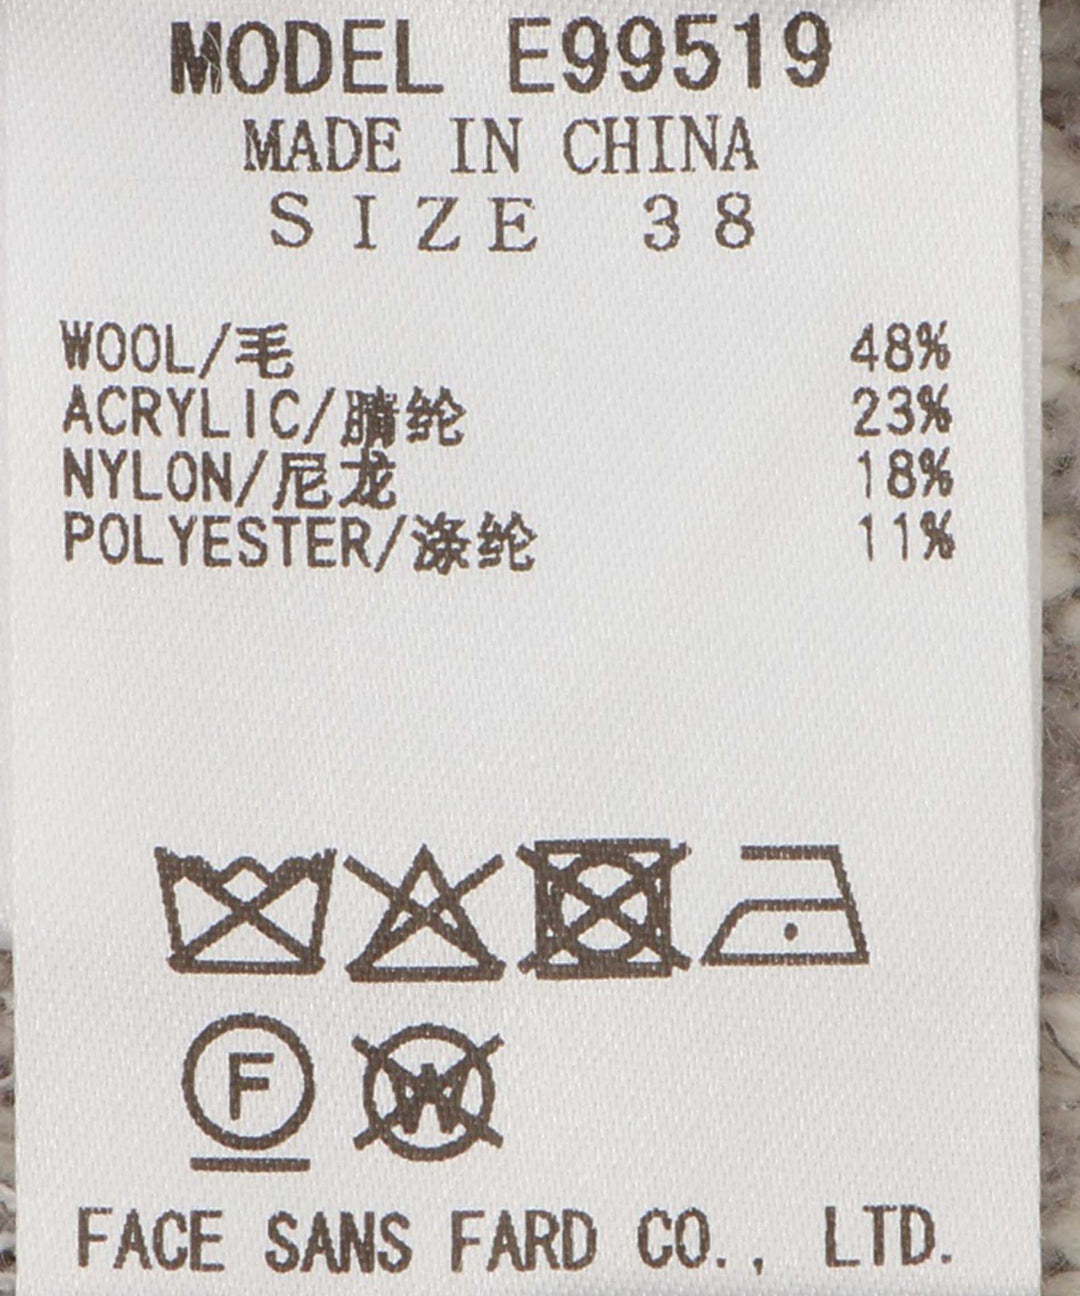 MODEL E99519
MADE IN CHINA
SIZE 38
WOOL/毛 48%
ACRYLIC/腈纶 23%
NYLON/尼龙 18%
POLYESTER/涤纶 11%
F W
FACE SANS FARD CO., LTD.